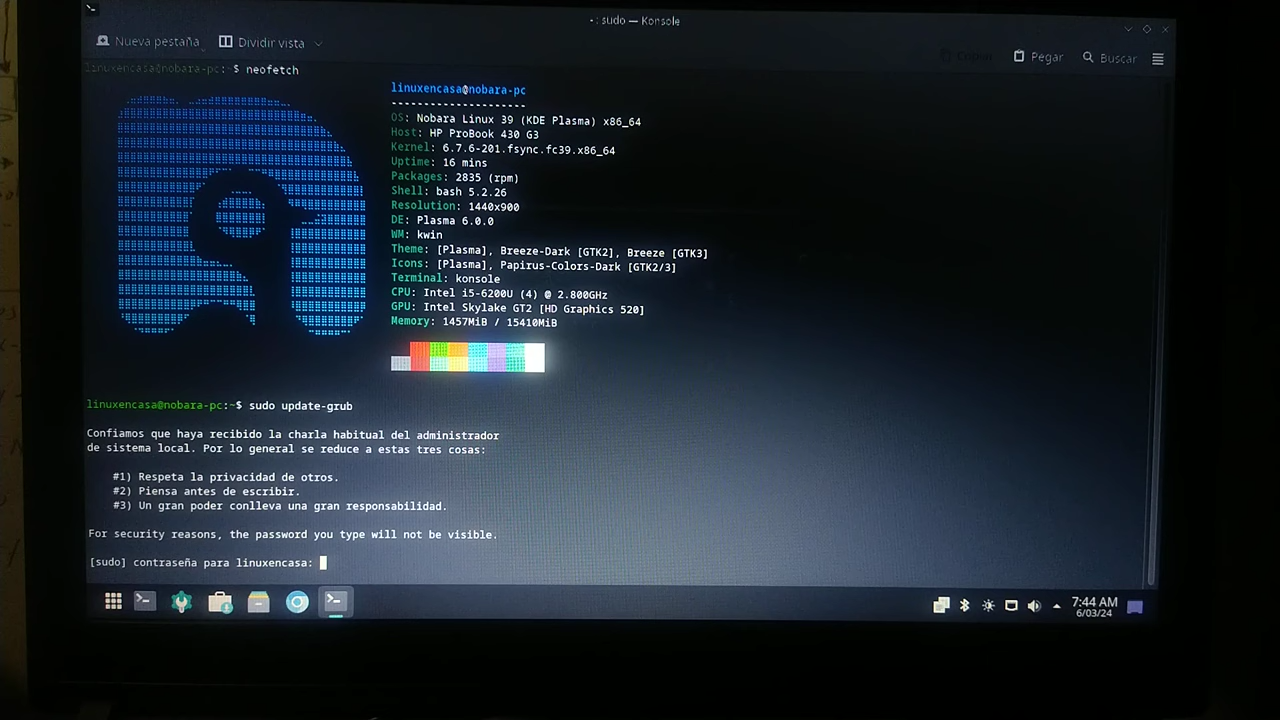 ~ : sudo — Konsole
Nueva pestaña
Dividir vista
Copiar
Pegar
Buscar
linuxencasa@nobara-pc:~$ neofetch
linuxencasa@nobara-pc
---------------------
OS: Nobara Linux 39 (KDE Plasma) x86_64
Host: HP ProBook 430 G3
Kernel: 6.7.6-201.fsync.fc39.x86_64
Uptime: 16 mins
Packages: 2835 (rpm)
Shell: bash 5.2.26
Resolution: 1440x900
DE: Plasma 6.0.0
WM: kwin
Theme: [Plasma], Breeze-Dark [GTK2], Breeze [GTK3]
Icons: [Plasma], Papirus-Colors-Dark [GTK2/3]
Terminal: konsole
CPU: Intel i5-6200U (4) @ 2.800GHz
GPU: Intel Skylake GT2 [HD Graphics 520]
Memory: 1457MiB / 15410MiB
linuxencasa@nobara-pc:~$ sudo update-grub
Confiamos que haya recibido la charla habitual del administrador
de sistema local. Por lo general se reduce a estas tres cosas:
#1) Respeta la privacidad de otros.
#2) Piensa antes de escribir.
#3) Un gran poder conlleva una gran responsabilidad.
For security reasons, the password you type will not be visible.
[sudo] contraseña para linuxencasa:
7:44 AM
6/03/24